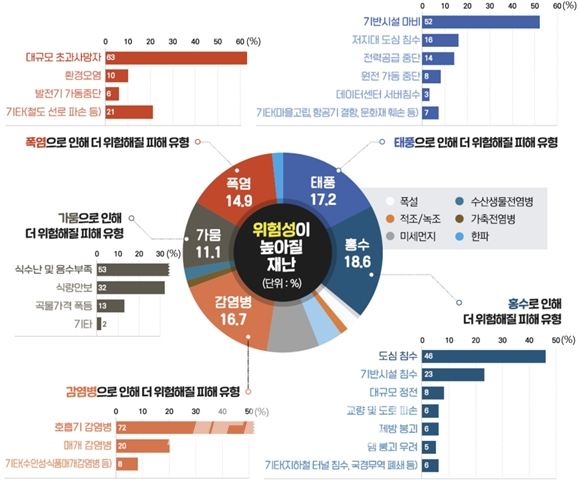 0 10 20 30 40 50 60 (%)
대규모 초과사망자 63
환경오염 10
발전기 가동중단 6
기타(철도 선로 파손 등) 21
폭염으로 인해 더 위험해질 피해 유형
0 10 20 30 40 50 60 (%)
기반시설 마비 52
저지대 도심 침수 16
전력공급 중단 14
원전 가동 중단 8
데이터센터 서버침수 3
기타(마을고립, 항공기 결항, 문화재 훼손 등) 7
태풍으로 인해 더 위험해질 피해 유형
위험성이
높아질
재난
(단위 : %)
폭염
14.9
태풍
17.2
홍수
18.6
감염병
16.7
가뭄
11.1
폭설
수산생물전염병
적조/녹조
가축전염병
미세먼지
한파
가뭄으로 인해
더 위험해질 피해 유형
0 10 20 30 (%)
식수난 및 용수부족 53
식량안보 32
곡물가격 폭등 13
기타 2
홍수로 인해
더 위험해질 피해 유형
0 10 20 30 40 50 (%)
도심 침수 46
기반시설 침수 23
대규모 정전 8
교량 및 도로 파손 6
제방 붕괴 6
댐 붕괴 우려 5
기타(지하철 터널 침수, 국경무역 폐쇄 등) 6
감염병으로 인해 더 위험해질 피해 유형
0 10 20 30 40 50 (%)
호흡기 감염병 72
매개 감염병 20
기타(수인성식품매개감염병 등) 8